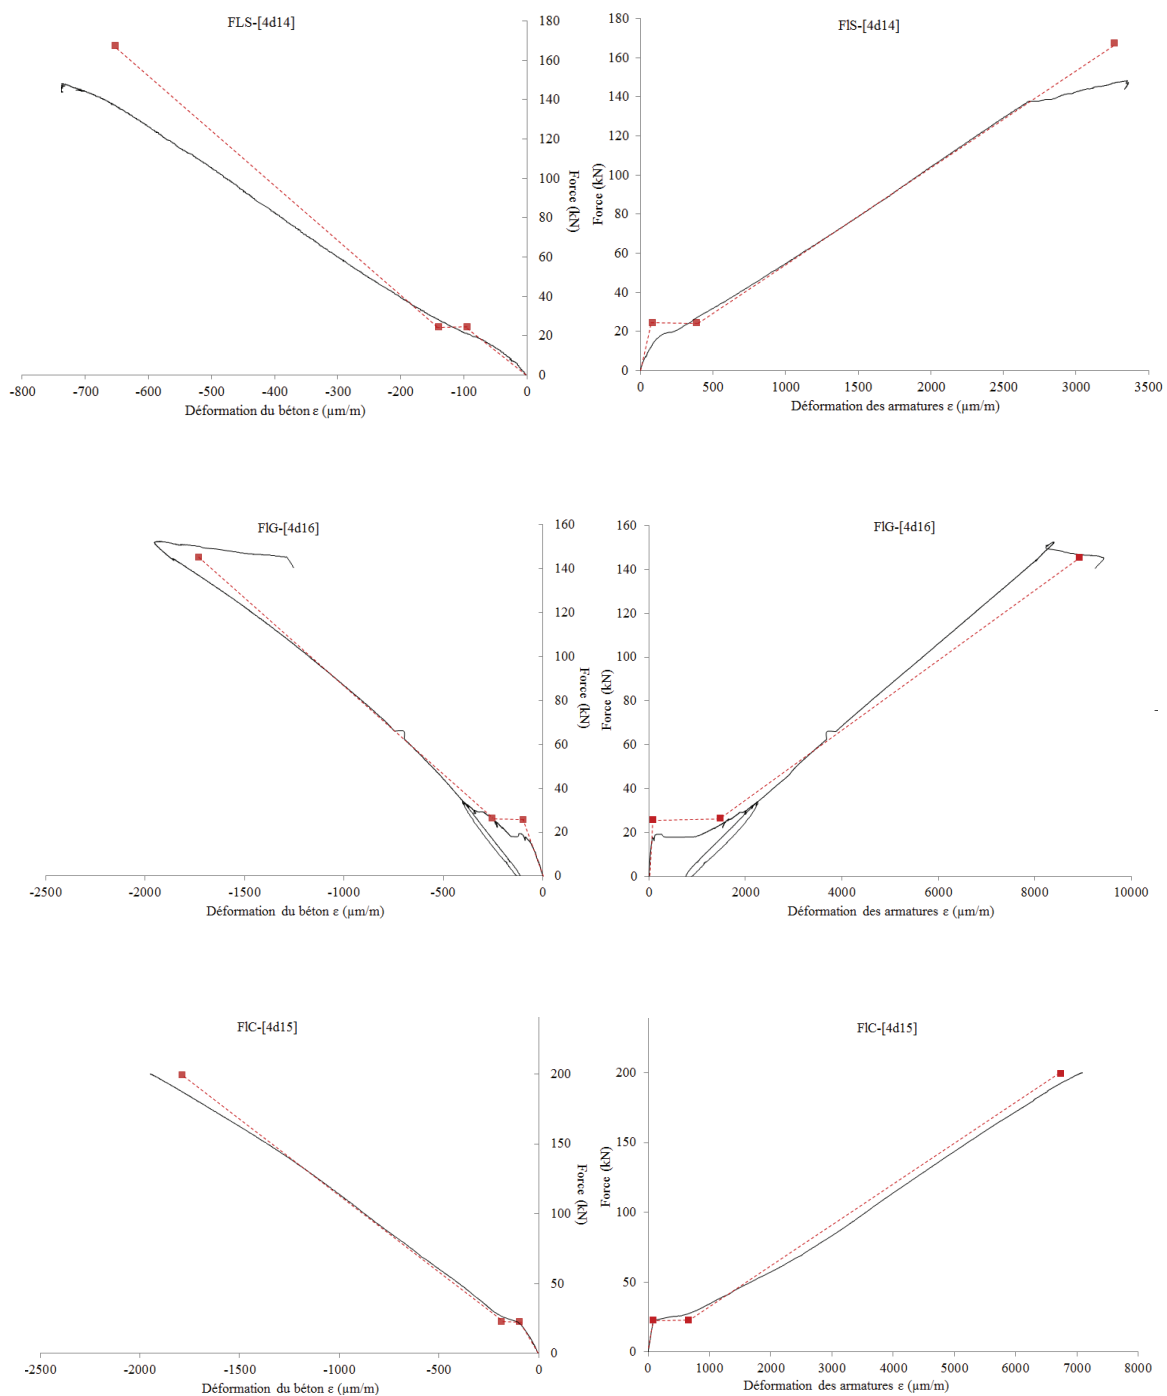 FLS-[4d14]
180
160
140
120
100
80
60
40
20
0
Force (kN)
-800 -700 -600 -500 -400 -300 -200 -100 0
Déformation du béton ε (µm/m)
FlS-[4d14]
180
160
140
120
100
80
60
40
20
0
Force (kN)
0 500 1000 1500 2000 2500 3000 3500
Déformation des armatures ε (µm/m)
FlG-[4d16]
160
140
120
100
80
60
40
20
0
Force (kN)
-2500 -2000 -1500 -1000 -500 0
Déformation du béton ε (µm/m)
FlG-[4d16]
160
140
120
100
80
60
40
20
0
Force (kN)
0 2000 4000 6000 8000 10000
Déformation des armatures ε (µm/m)
FlC-[4d15]
200
150
100
50
0
Force (kN)
-2500 -2000 -1500 -1000 -500 0
Déformation du béton ε (µm/m)
FlC-[4d15]
200
150
100
50
0
Force (kN)
0 1000 2000 3000 4000 5000 6000 7000 8000
Déformation des armatures ε (µm/m)